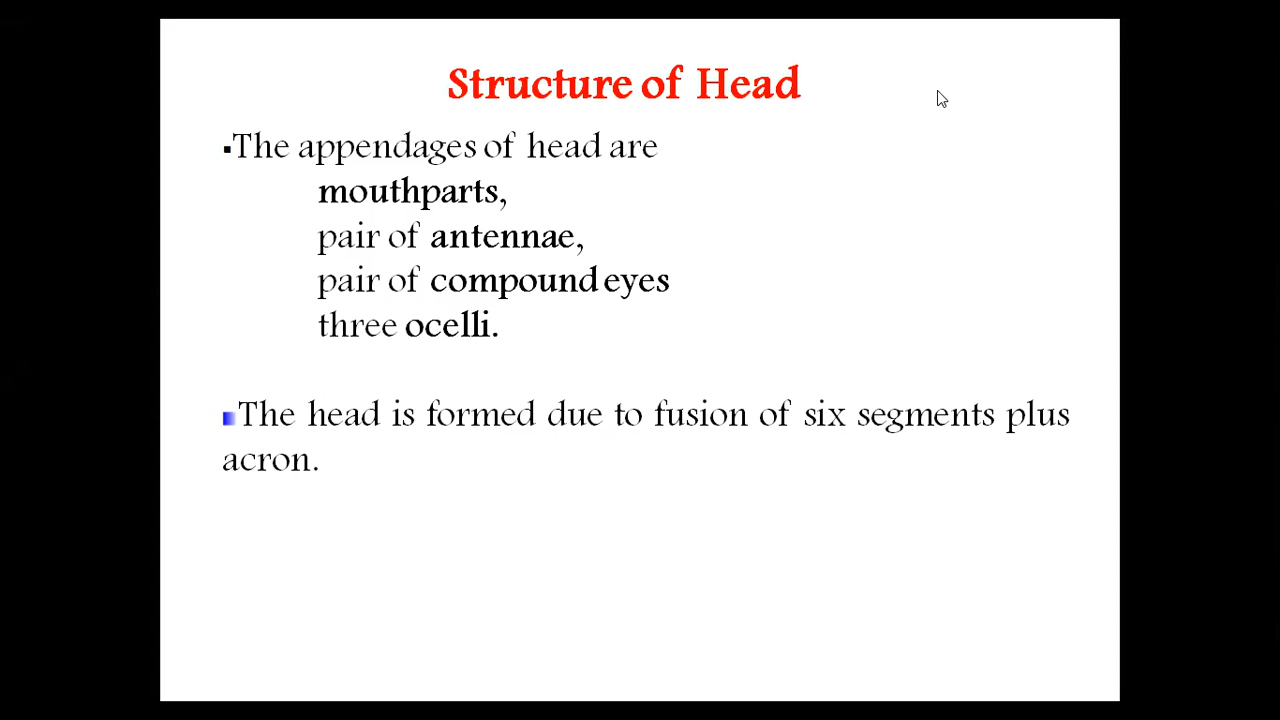 Structure of Head
▪The appendages of head are
mouthparts,
pair of antennae,
pair of compound eyes
three ocelli.
▪The head is formed due to fusion of six segments plus
acron.